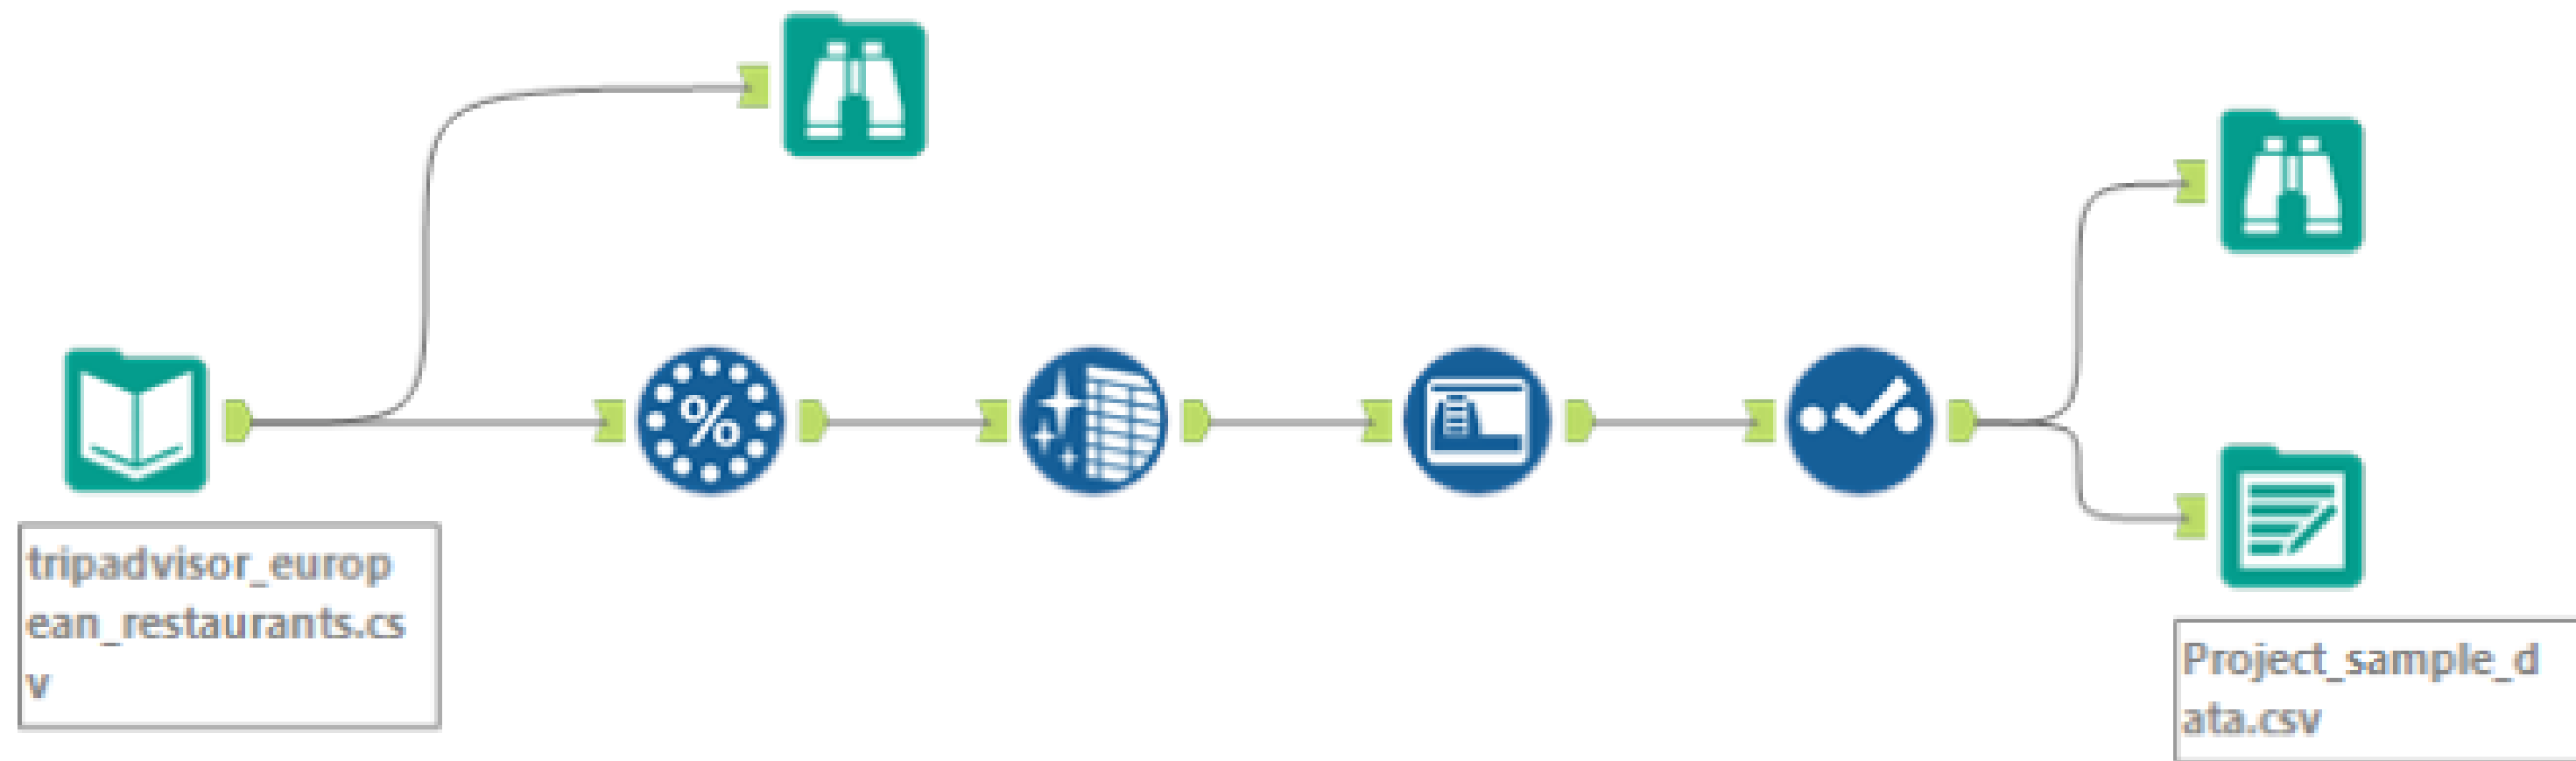 %
tripadvisor_europ
ean_restaurants.cs
v
Project_sample_d
ata.csv